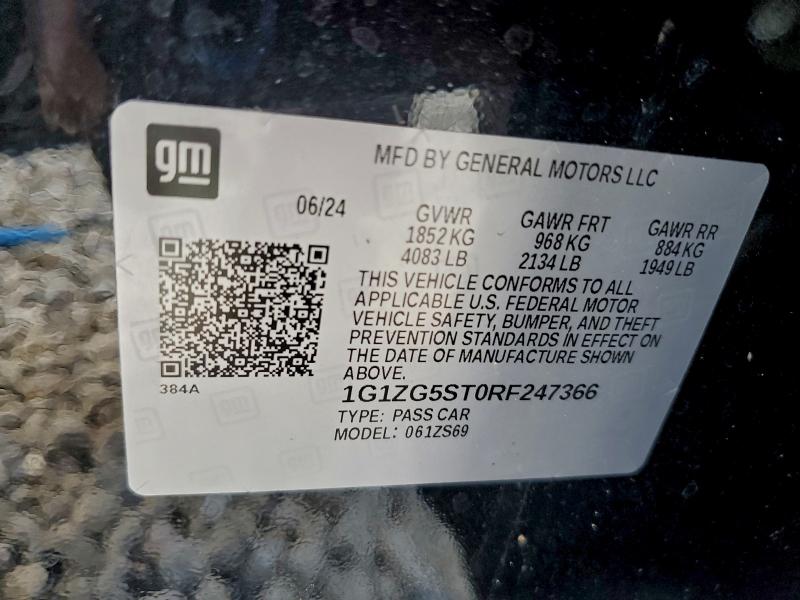 gm
MFD BY GENERAL MOTORS LLC
06/24
GVWR GAWR FRT GAWR RR
1852 KG 968 KG 884 KG
4083 LB 2134 LB 1949 LB
THIS VEHICLE CONFORMS TO ALL
APPLICABLE U.S. FEDERAL MOTOR
VEHICLE SAFETY, BUMPER, AND THEFT
PREVENTION STANDARDS IN EFFECT ON
THE DATE OF MANUFACTURE SHOWN
ABOVE.
384A
1G1ZG5ST0RF247366
TYPE: PASS CAR
MODEL: 061ZS69